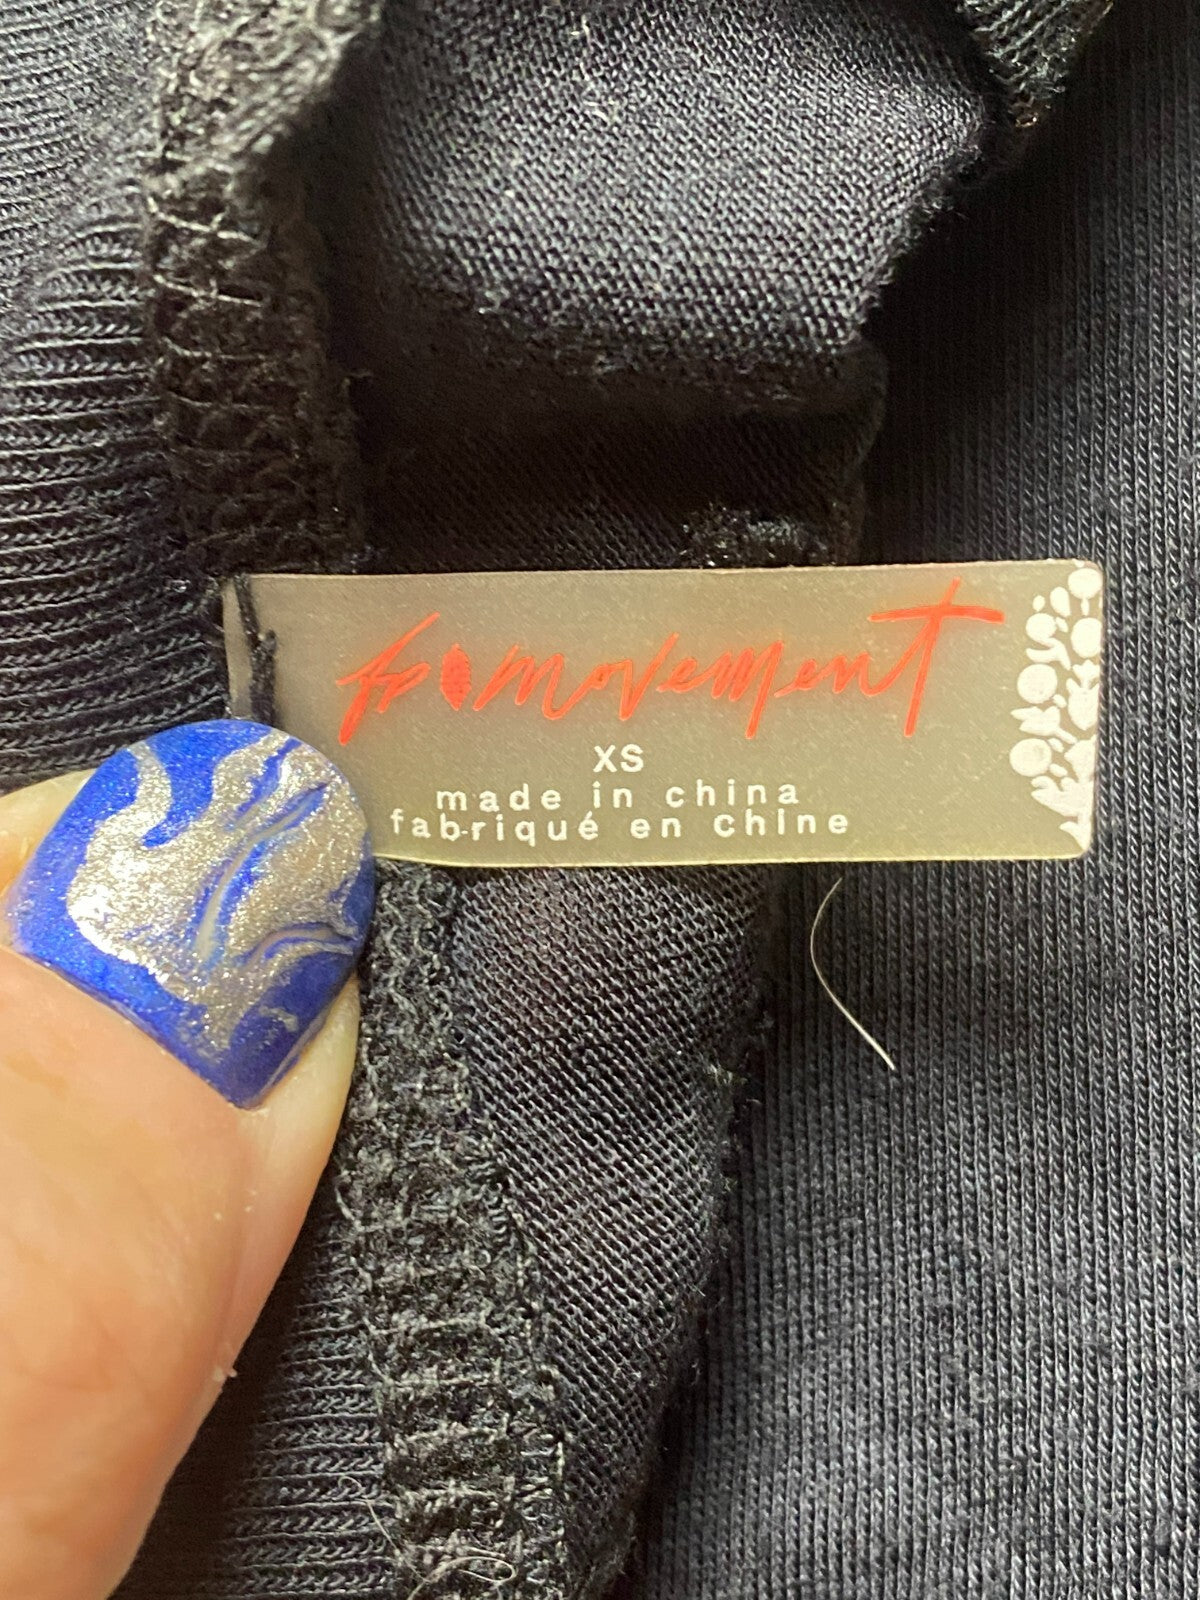 fp movement
XS
made in china
fabriqué en chine